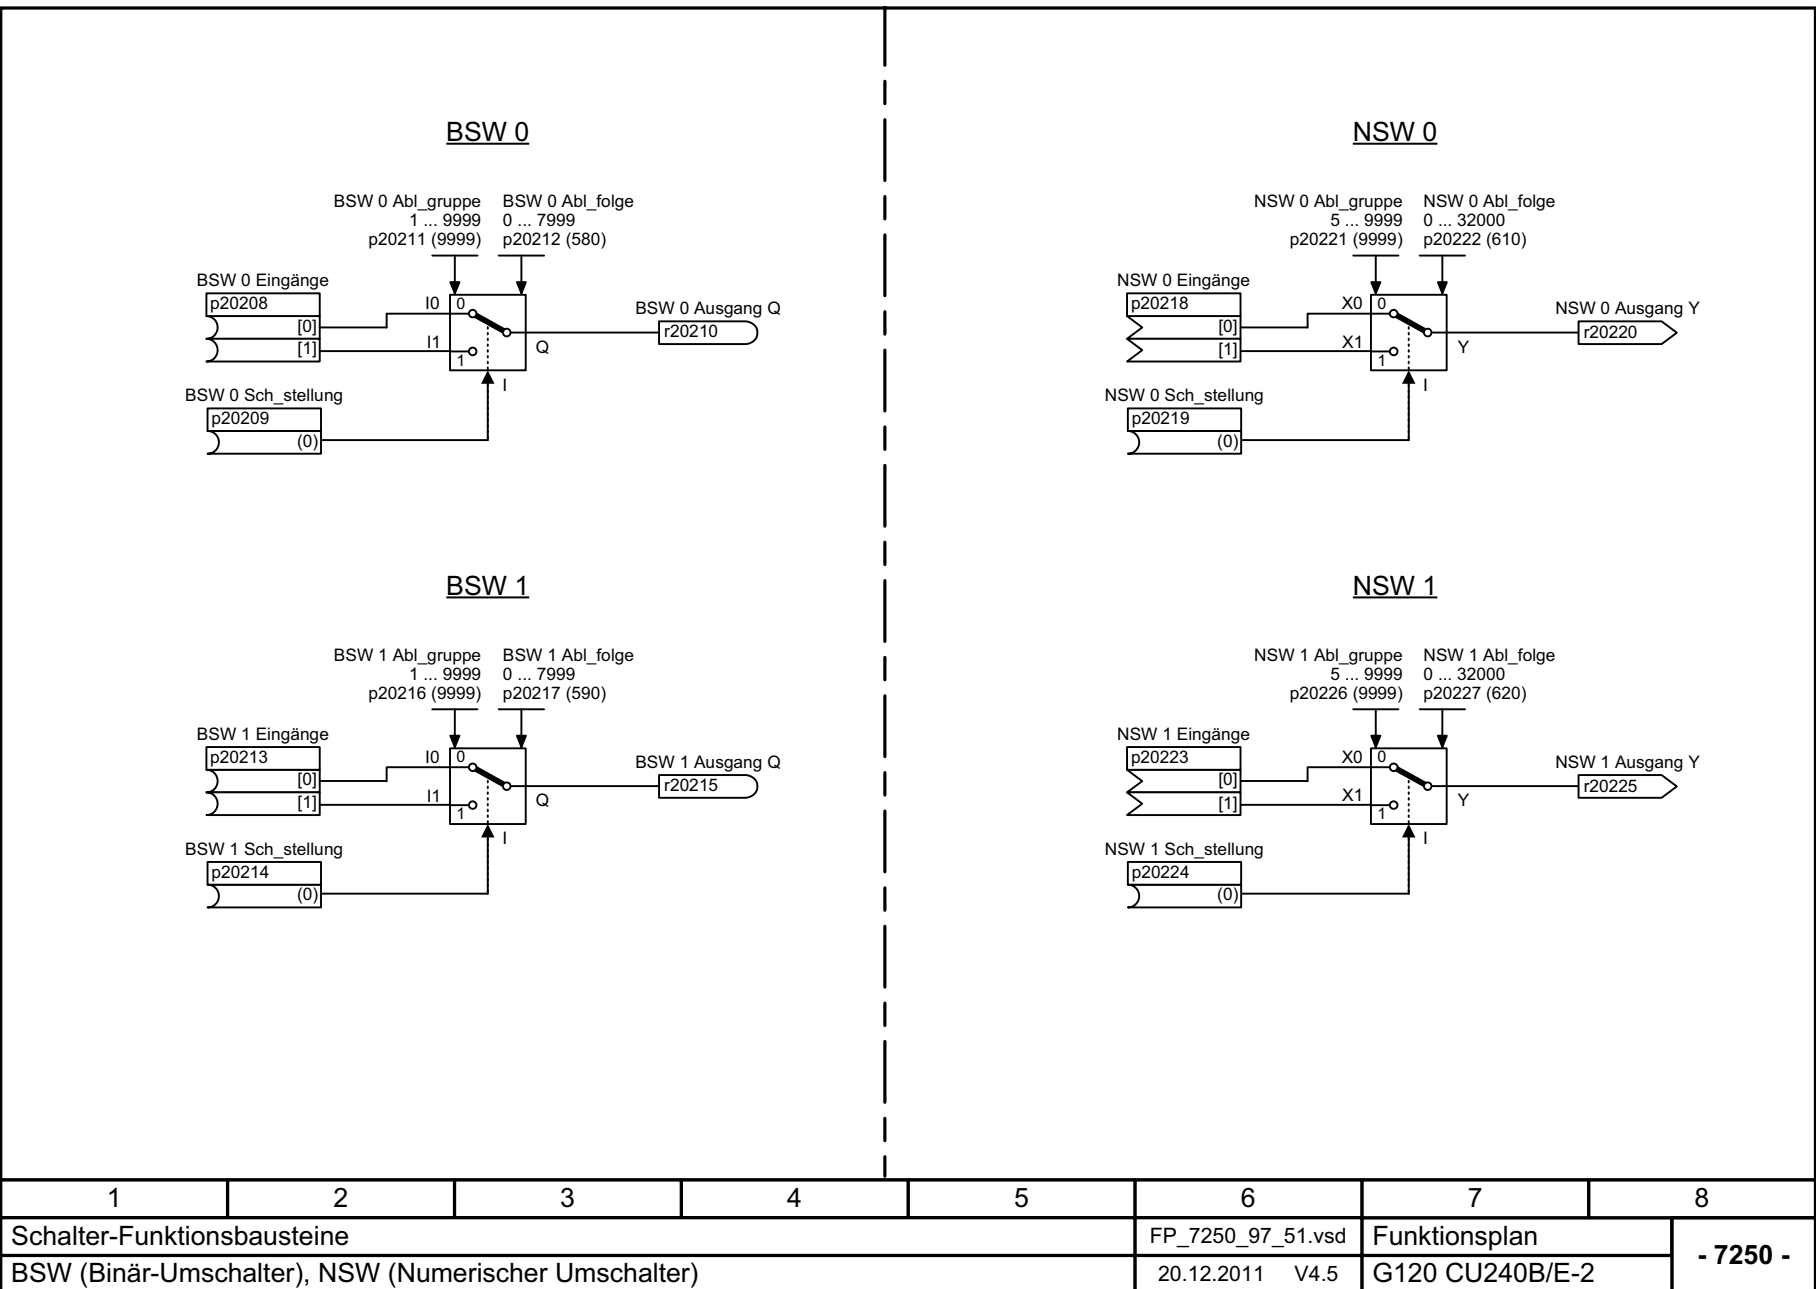 BSW 0
BSW 0 Abl_gruppe
1 ... 9999
p20211 (9999)
BSW 0 Abl_folge
0 ... 7999
p20212 (580)
BSW 0 Eingänge
p20208
[0]
[1]
I0
I1
0
1
Q
I
BSW 0 Ausgang Q
r20210
BSW 0 Sch_stellung
p20209
(0)
NSW 0
NSW 0 Abl_gruppe
5 ... 9999
p20221 (9999)
NSW 0 Abl_folge
0 ... 32000
p20222 (610)
NSW 0 Eingänge
p20218
[0]
[1]
X0
X1
0
1
Y
I
NSW 0 Ausgang Y
r20220
NSW 0 Sch_stellung
p20219
(0)
BSW 1
BSW 1 Abl_gruppe
1 ... 9999
p20216 (9999)
BSW 1 Abl_folge
0 ... 7999
p20217 (590)
BSW 1 Eingänge
p20213
[0]
[1]
I0
I1
0
1
Q
I
BSW 1 Ausgang Q
r20215
BSW 1 Sch_stellung
p20214
(0)
NSW 1
NSW 1 Abl_gruppe
5 ... 9999
p20226 (9999)
NSW 1 Abl_folge
0 ... 32000
p20227 (620)
NSW 1 Eingänge
p20223
[0]
[1]
X0
X1
0
1
Y
I
NSW 1 Ausgang Y
r20225
NSW 1 Sch_stellung
p20224
(0)
1 2 3 4 5 6 7 8
Schalter-Funktionsbausteine
FP_7250_97_51.vsd
Funktionsplan
- 7250 -
BSW (Binär-Umschalter), NSW (Numerischer Umschalter)
20.12.2011 V4.5
G120 CU240B/E-2